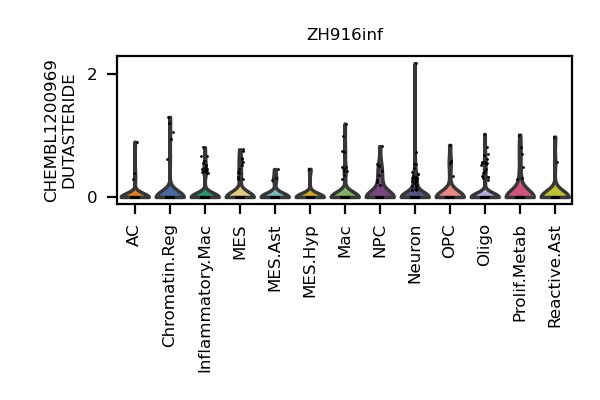 ZH916inf
CHEMBL1200969
DUTASTERIDE
2
0
AC
Chromatin.Reg
Inflammatory.Mac
MES
MES.Ast
MES.Hyp
Mac
NPC
Neuron
OPC
Oligo
Prolif.Metab
Reactive.Ast